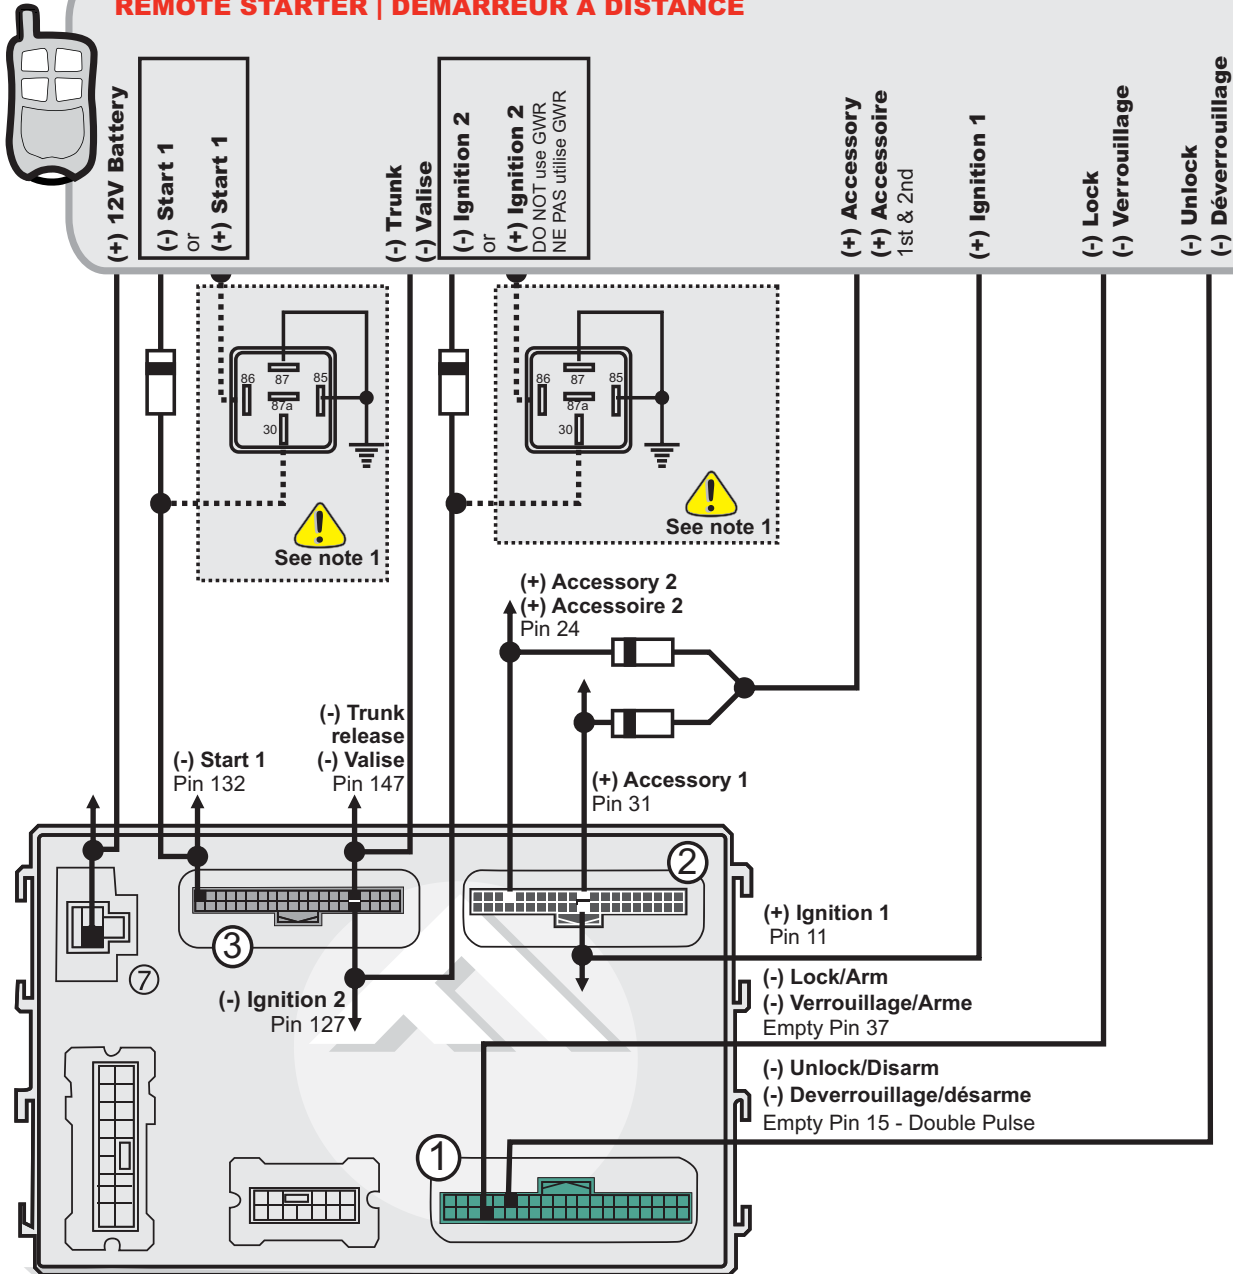 REMOTE STARTER | DÉMARREUR À DISTANCE
(+) 12V Battery
(-) Start 1
or
(+) Start 1
(-) Trunk
(-) Valise
(-) Ignition 2
or
(+) Ignition 2
DO NOT use GWR
NE PAS utilise GWR
(+) Accessory
(+) Accessoire
1st & 2nd
(+) Ignition 1
(-) Lock
(-) Verrouillage
(-) Unlock
(-) Déverrouillage
86
87
85
87a
30
See note 1
86
87
85
87a
30
See note 1
(+) Accessory 2
(+) Accessoire 2
Pin 24
(-) Trunk
release
(-) Valise
Pin 147
(-) Start 1
Pin 132
(+) Accessory 1
Pin 31
2
3
7
(+) Ignition 1
Pin 11
(-) Ignition 2
Pin 127
(-) Lock/Arm
(-) Verrouillage/Arme
Empty Pin 37
(-) Unlock/Disarm
(-) Deverrouillage/désarme
Empty Pin 15 - Double Pulse
1